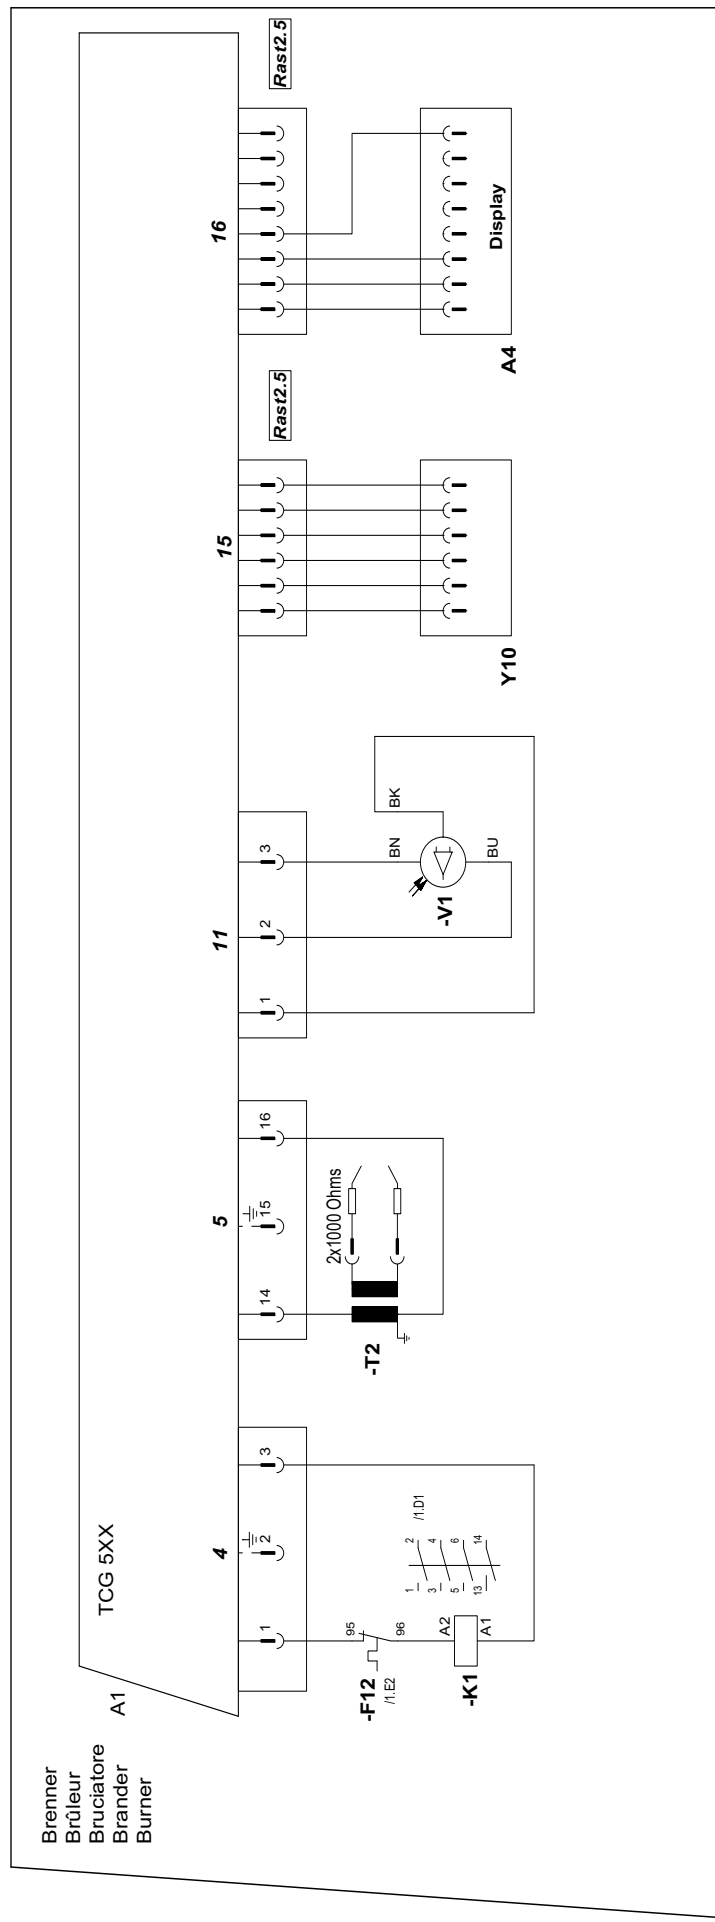 Brenner
Brûleur
Bruciatore
Brander
Burner
A1
TCG 5XX
4
1
2
3
-F12
/1.E2
95
96
-K1
A2
A1
1
2
3
4
5
6
13
14
/1.D1
5
14
15
16
-T2
2x1000 Ohms
11
1
2
3
-V1
BN
BK
BU
15
Rast2.5
Y10
16
Rast2.5
A4
Display